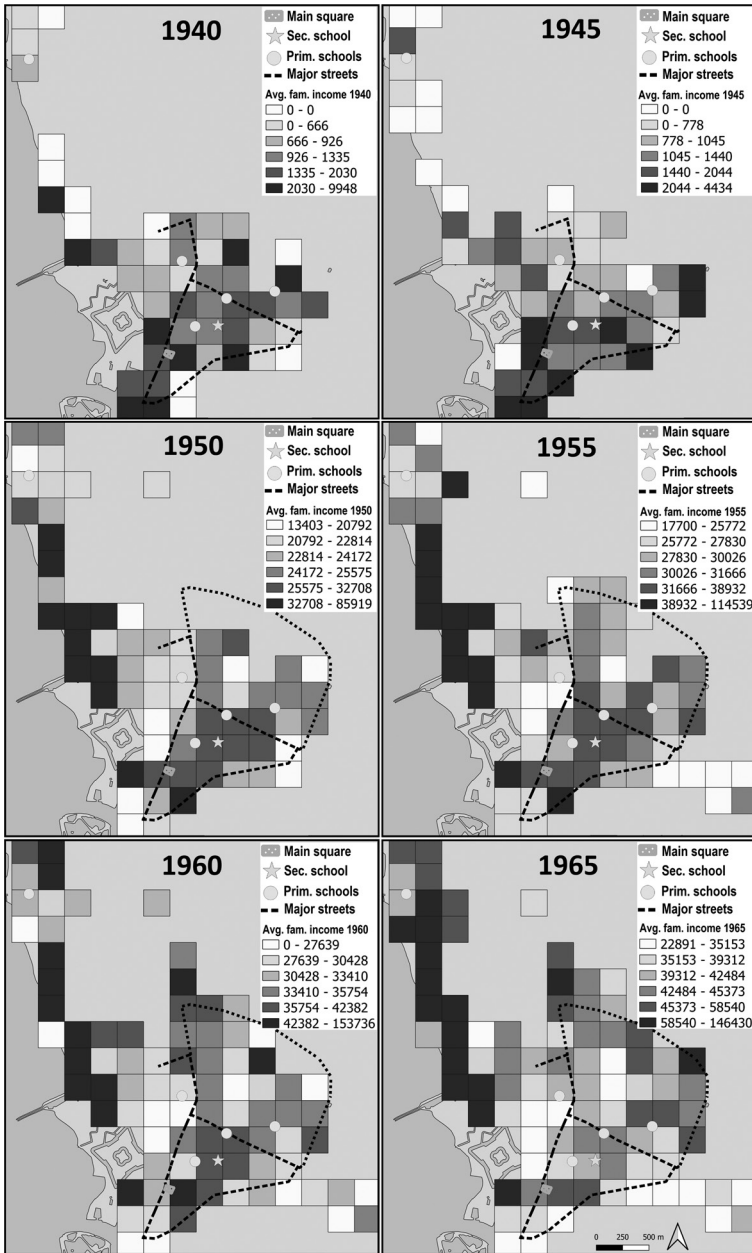 1940
Main square
Sec. school
Prim. schools
Major streets
Avg. fam. income 1940
0 - 0
0 - 666
666 - 926
926 - 1335
1335 - 2030
2030 - 9948
1945
Main square
Sec. school
Prim. schools
Major streets
Avg. fam. income 1945
0 - 0
0 - 778
778 - 1045
1045 - 1440
1440 - 2044
2044 - 4434
1950
Main square
Sec. school
Prim. schools
Major streets
Avg. fam. income 1950
13403 - 20792
20792 - 22814
22814 - 24172
24172 - 25575
25575 - 32708
32708 - 85919
1955
Main square
Sec. school
Prim. schools
Major streets
Avg. fam. income 1955
17700 - 25772
25772 - 27830
27830 - 30026
30026 - 31666
31666 - 38932
38932 - 114539
1960
Main square
Sec. school
Prim. schools
Major streets
Avg. fam. income 1960
0 - 27639
27639 - 30428
30428 - 33410
33410 - 35754
35754 - 42382
42382 - 153736
1965
Main square
Sec. school
Prim. schools
Major streets
Avg. fam. income 1965
22891 - 35153
35153 - 39312
39312 - 42484
42484 - 45373
45373 - 58540
58540 - 146430
0 250 500 m